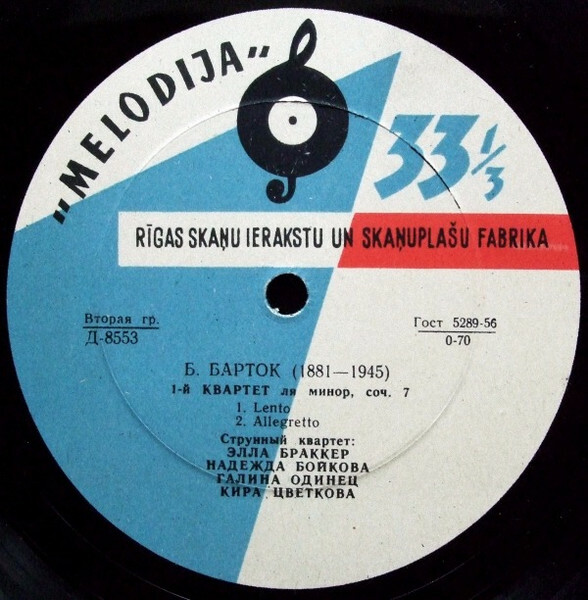 "MELODIJA"
33 1/3
RĪGAS SKAŅU IERAKSTU UN SKAŅUPLAŠU FABRIKA
Вторая гр.
Д-8553
Гост 5289-56
0-70
Б. БАРТОК (1881—1945)
1-й КВАРТЕТ ля минор, соч. 7
1. Lento
2. Allegretto
Струнный квартет:
ЭЛЛА БРАККЕР
НАДЕЖДА БОЙКОВА
ГАЛИНА ОДИНЕЦ
КИРА ЦВЕТКОВА